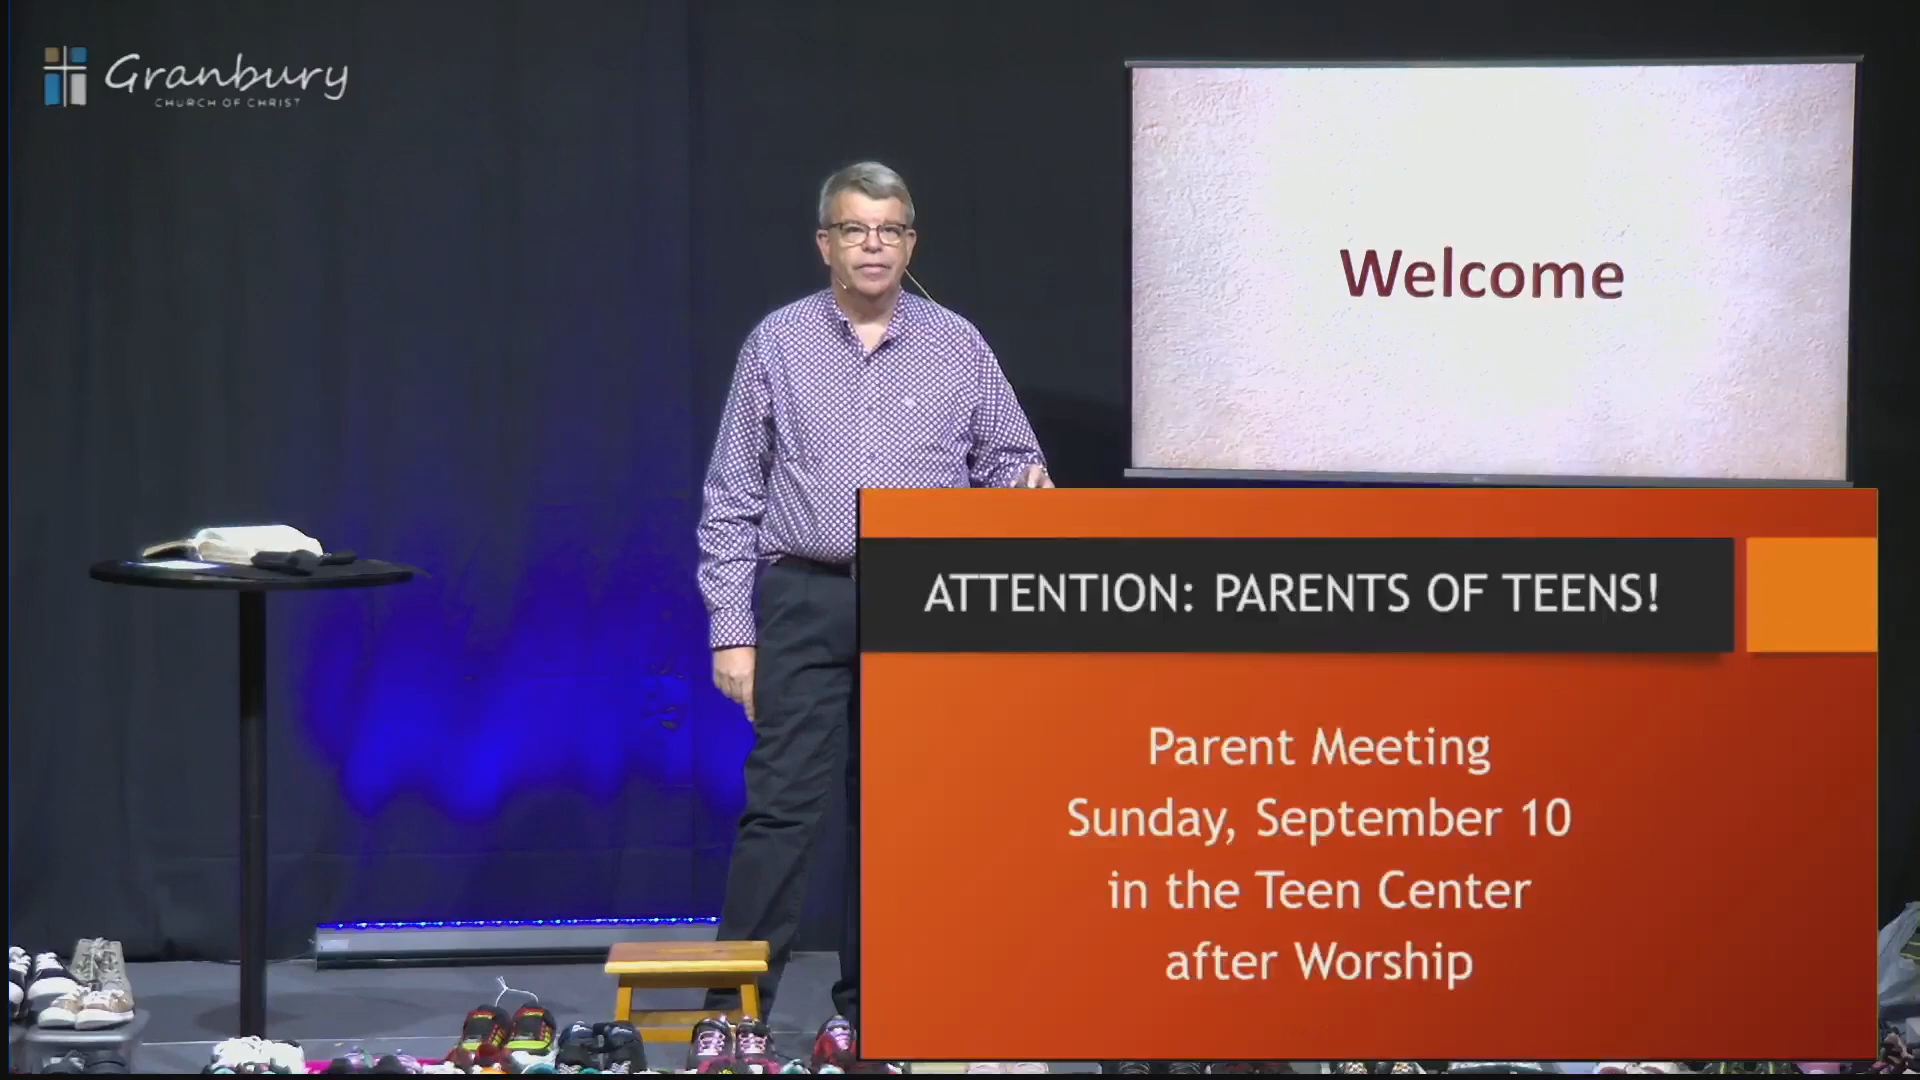 Granbury
CHURCH OF CHRIST
Welcome
ATTENTION: PARENTS OF TEENS!
Parent Meeting
Sunday, September 10
in the Teen Center
after Worship